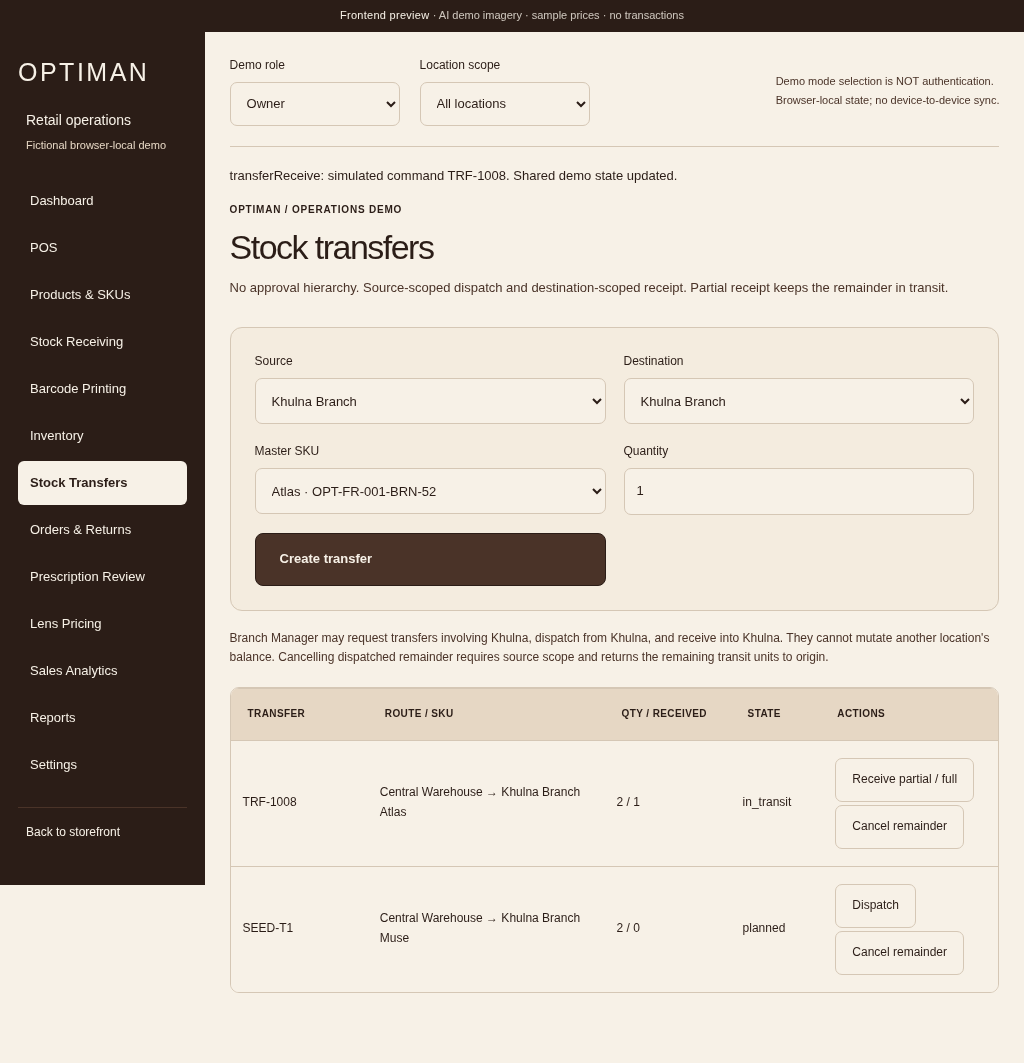 Frontend preview · AI demo imagery · sample prices · no transactions
OPTIMAN
Retail operations
Fictional browser-local demo
Dashboard
POS
Products & SKUs
Stock Receiving
Barcode Printing
Inventory
Stock Transfers
Orders & Returns
Prescription Review
Lens Pricing
Sales Analytics
Reports
Settings
Back to storefront
Demo role
Location scope
Owner
All locations
Demo mode selection is NOT authentication.
Browser-local state; no device-to-device sync.
transferReceive: simulated command TRF-1008. Shared demo state updated.
OPTIMAN / OPERATIONS DEMO
Stock transfers
No approval hierarchy. Source-scoped dispatch and destination-scoped receipt. Partial receipt keeps the remainder in transit.
Source
Destination
Khulna Branch
Khulna Branch
Master SKU
Quantity
Atlas · OPT-FR-001-BRN-52
1
Create transfer
Branch Manager may request transfers involving Khulna, dispatch from Khulna, and receive into Khulna. They cannot mutate another location's
balance. Cancelling dispatched remainder requires source scope and returns the remaining transit units to origin.
TRANSFER ROUTE / SKU QTY / RECEIVED STATE ACTIONS
TRF-1008
Central Warehouse → Khulna Branch
Atlas
2 / 1
in_transit
Receive partial / full
Cancel remainder
SEED-T1
Central Warehouse → Khulna Branch
Muse
2 / 0
planned
Dispatch
Cancel remainder